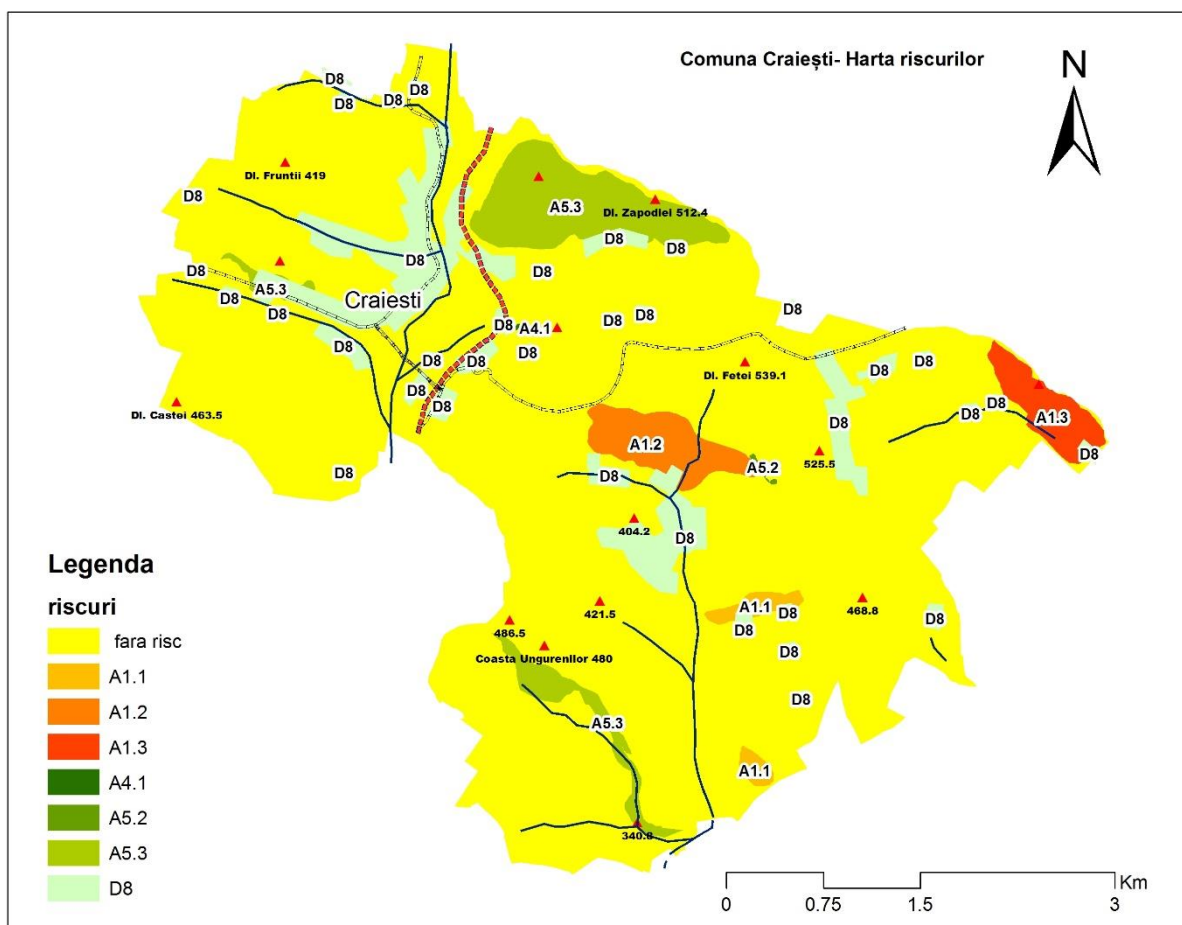 Comuna Craiești- Harta riscurilor
N
D8
D8
D8
D8
Dl. Fruntii 419
D8
A5.3
Dl. Zapodiei 512.4
D8
D8
D8
D8
D8
A5.3
D8
D8
Craiesti
D8
A4.1
D8
D8
D8
D8
D8
D8
D8
D8
D8
Dl. Fetei 539.1
D8
D8
Dl. Castei 463.5
D8
D8
D8
D8
A1.3
A1.2
D8
A5.2
525.5
D8
D8
404.2
D8
A1.1
D8
D8
468.8
D8
421.5
486.5
Coasta Ungurenilor 480
D8
D8
A5.3
A1.1
340.8
Legenda
riscuri
fara risc
A1.1
A1.2
A1.3
A4.1
A5.2
A5.3
D8
Km
0 0.75 1.5 3